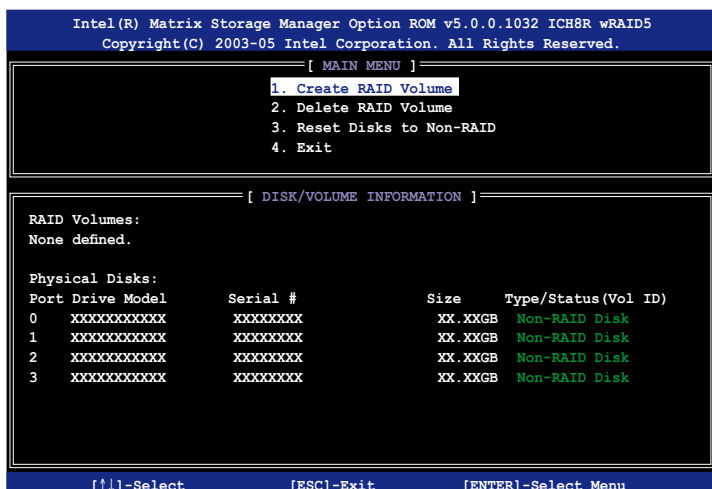 Intel(R) Matrix Storage Manager Option ROM v5.0.0.1032 ICH8R wRAID5
Copyright(C) 2003-05 Intel Corporation. All Rights Reserved.
[ MAIN MENU ]
1. Create RAID Volume
2. Delete RAID Volume
3. Reset Disks to Non-RAID
4. Exit
[ DISK/VOLUME INFORMATION ]
RAID Volumes:
None defined.
Physical Disks:
Port Drive Model Serial # Size Type/Status(Vol ID)
0 XXXXXXXXXXX XXXXXXXX XX.XXGB Non-RAID Disk
1 XXXXXXXXXXX XXXXXXXX XX.XXGB Non-RAID Disk
2 XXXXXXXXXXX XXXXXXXX XX.XXGB Non-RAID Disk
3 XXXXXXXXXXX XXXXXXXX XX.XXGB Non-RAID Disk
[↑↓]-Select [ESC]-Exit [ENTER]-Select Menu